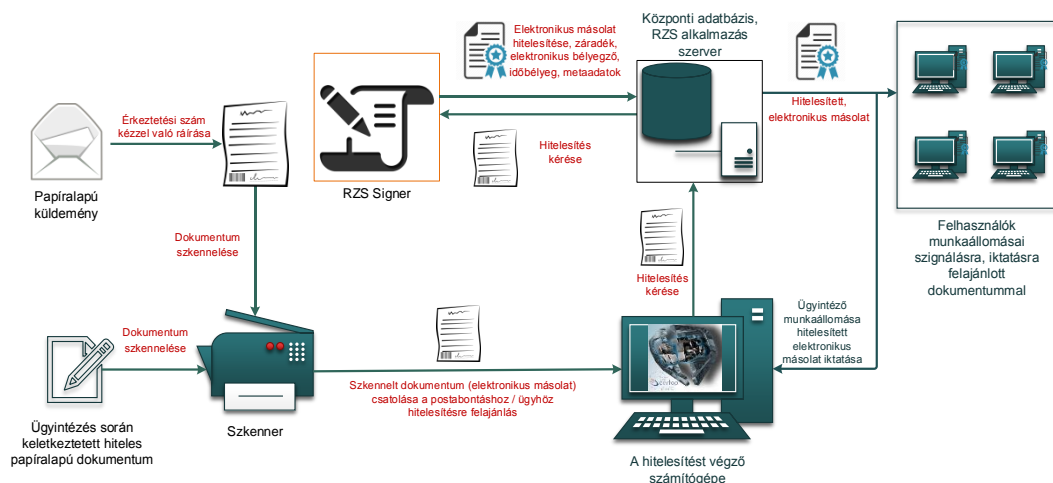 Elektronikus másolat
hitelesítése, záradék,
elektronikus bélyegző,
időbélyeg, metaadatok
Központi adatbázis,
RZS alkalmazás
szerver
Érkeztetési szám
kézzel való ráírása
Hitelesített,
elektronikus másolat
Hitelesítés
kérése
Papíralapú
küldemény
RZS Signer
Felhasználók
munkaállomásai
szignálásra, iktatásra
felajánlott
dokumentummal
Dokumentum
szkennelése
Hitelesítés
kérése
Ügyintéző
munkaállomása
hitelesített
elektronikus
másolat iktatása
Dokumentum
szkennelése
Szkennelt dokumentum (elektronikus másolat)
csatolása a postabontáshoz / ügyhöz
hitelesítésre felajánlás
Ügyintézés során
keletkeztetett hiteles
papíralapú dokumentum
Szkenner
A hitelesítést végző
számítógépe